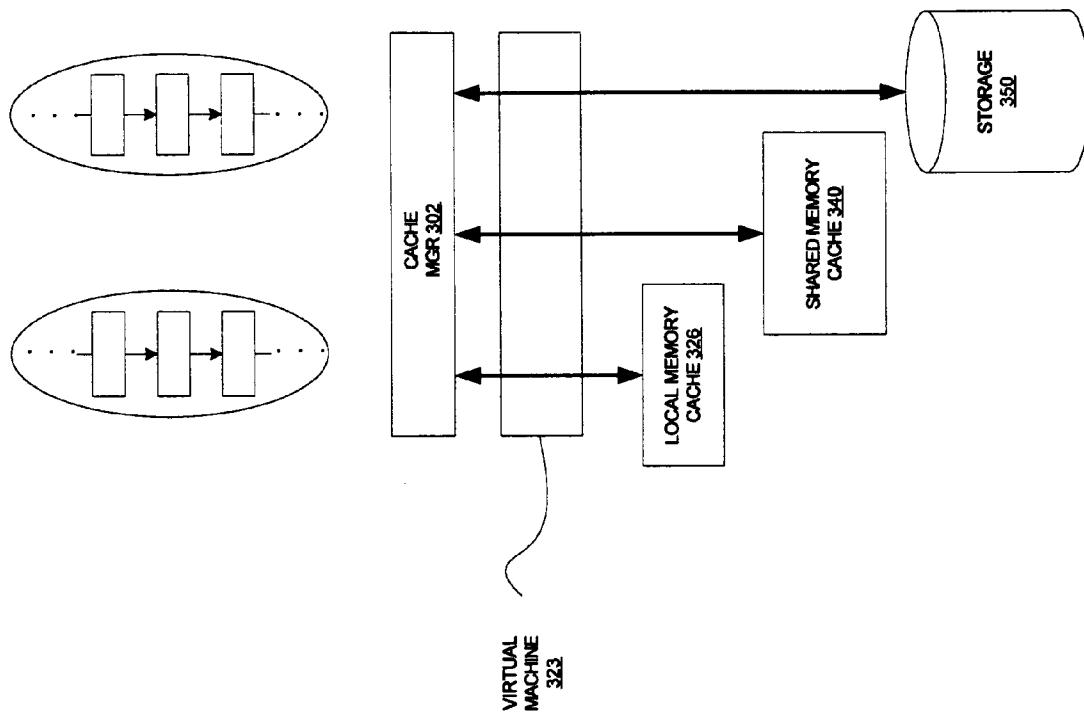 CACHE
MGR 302
LOCAL MEMORY
CACHE 326
SHARED MEMORY
CACHE 340
STORAGE
350
VIRTUAL
MACHINE
323